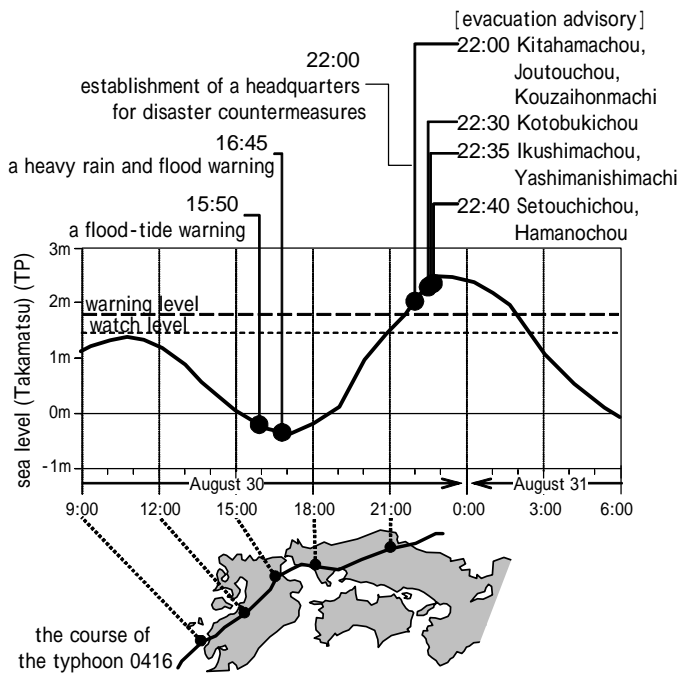 [evacuation advisory]
22:00 Kitahamachou,
Joutouchou,
Kouzaihonmachi
22:30 Kotobukichou
22:35 Ikushimachou,
Yashimanishimachi
22:40 Setouchichou,
Hamanochou
22:00
establishment of a headquarters
for disaster countermeasures
16:45
a heavy rain and flood warning
15:50
a flood-tide warning
sea level (Takamatsu) (TP)
3m
2m
1m
0m
-1m
warning level
watch level
August 30
August 31
9:00 12:00 15:00 18:00 21:00 0:00 3:00 6:00
the course of
the typhoon 0416